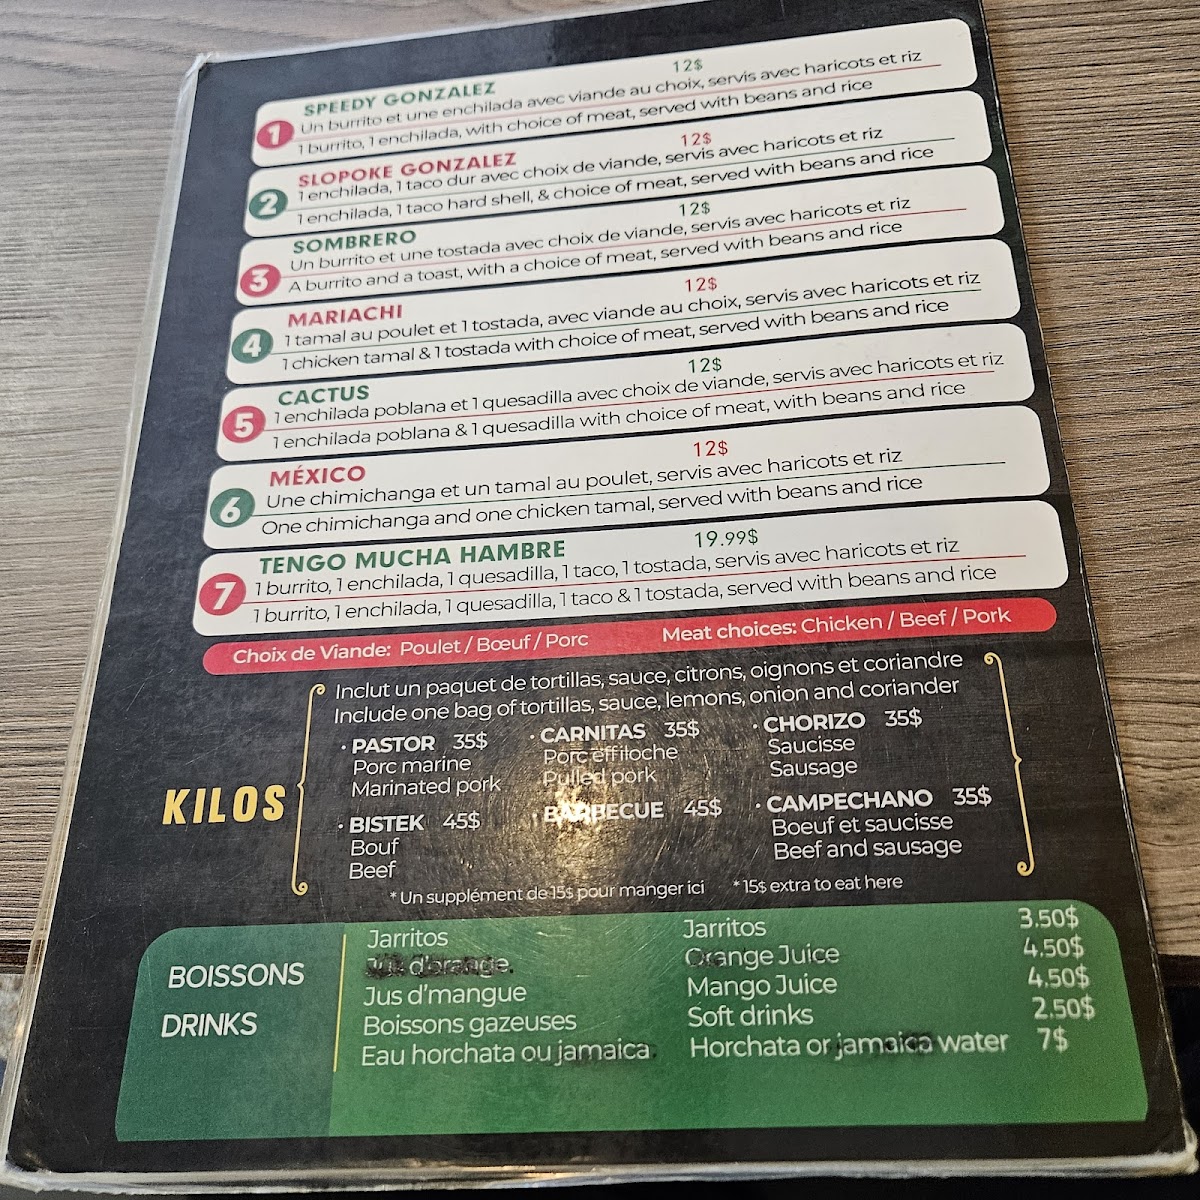 SPEEDY GONZALEZ 12$
1 Un burrito et une enchilada avec viande au choix, servis avec haricots et riz
1 burrito, 1 enchilada, with choice of meat, served with beans and rice
SLOPOKE GONZALEZ 12$
2 1 enchilada, 1 taco dur avec choix de viande, servis avec haricots et riz
1 enchilada, 1 taco hard shell, & choice of meat, served with beans and rice
SOMBRERO 12$
3 Un burrito et une tostada avec choix de viande, servis avec haricots et riz
A burrito and a toast, with a choice of meat, served with beans and rice
MARIACHI 12$
4 1 tamal au poulet et 1 tostada, avec viande au choix, servis avec haricots et riz
1 chicken tamal & 1 tostada with choice of meat, served with beans and rice
CACTUS 12$
5 1 enchilada poblana et 1 quesadilla avec choix de viande, servis avec haricots et riz
1 enchilada poblana & 1 quesadilla with choice of meat, with beans and rice
MÉXICO 12$
6 Une chimichanga et un tamal au poulet, servis avec haricots et riz
One chimichanga and one chicken tamal, served with beans and rice
TENGO MUCHA HAMBRE 19.99$
7 1 burrito, 1 enchilada, 1 quesadilla, 1 taco, 1 tostada, servis avec haricots et riz
1 burrito, 1 enchilada, 1 quesadilla, 1 taco & 1 tostada, served with beans and rice
Choix de Viande: Poulet / Bœuf / Porc Meat choices: Chicken / Beef / Pork
KILOS
Inclut un paquet de tortillas, sauce, citrons, oignons et coriandre
Include one bag of tortillas, sauce, lemons, onion and coriander
· PASTOR 35$
Porc marine
Marinated pork
· CARNITAS 35$
Porc effiloche
Pulled pork
· CHORIZO 35$
Saucisse
Sausage
· BISTEK 45$
Bouf
Beef
· BARBECUE 45$
· CAMPECHANO 35$
Boeuf et saucisse
Beef and sausage
* Un supplément de 15$ pour manger ici * 15$ extra to eat here
BOISSONS
DRINKS
Jarritos Jarritos 3.50$
Jus d'orange. Orange Juice 4.50$
Jus d'mangue Mango Juice 4.50$
Boissons gazeuses Soft drinks 2.50$
Eau horchata ou jamaica Horchata or jamaica water 7$